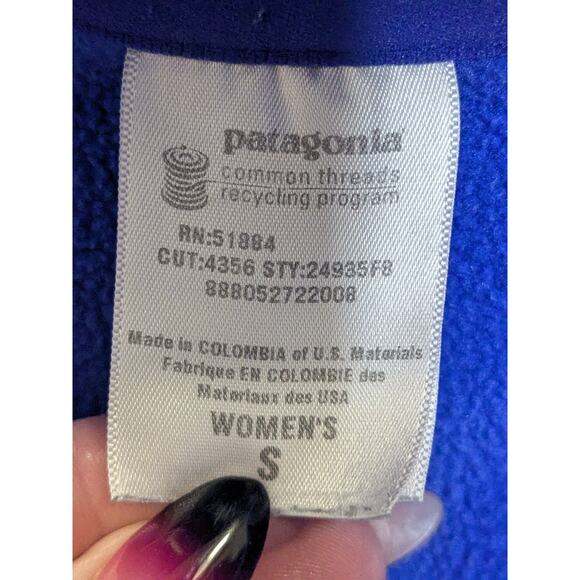 patagonia
common threads
recycling program
RN:51884
CUT:4356 STY:24935F8
888052722008
Made in COLOMBIA of U.S. Materials
Fabrique EN COLOMBIE des
Materiaux des USA
WOMEN'S
S